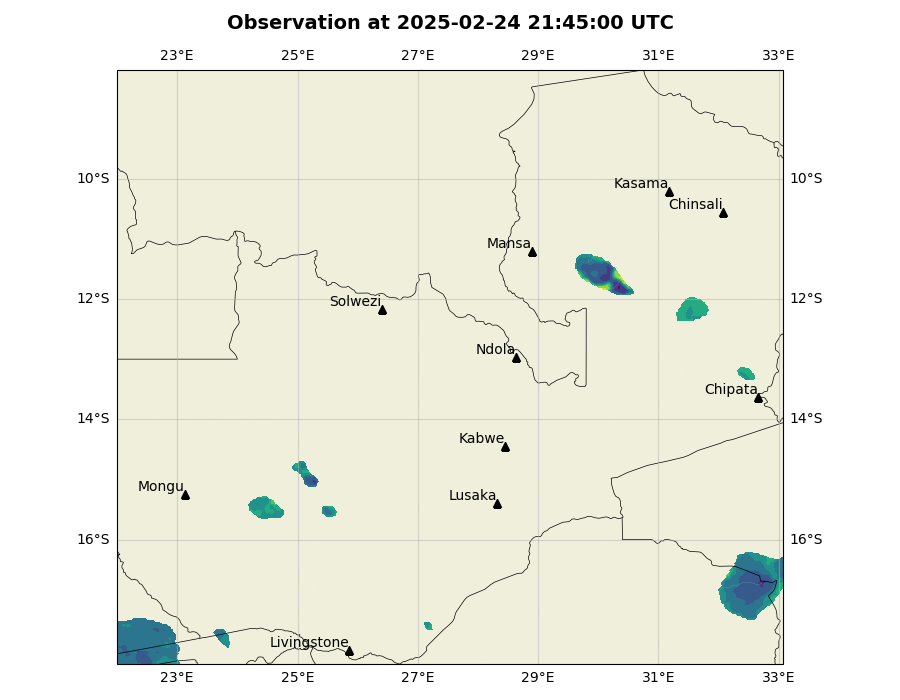 Observation at 2025-02-24 21:45:00 UTC
23°E 25°E 27°E 29°E 31°E 33°E
10°S 10°S
Kasama
Chinsali
Mansa
12°S 12°S
Solwezi
Ndola
Chipata
14°S 14°S
Kabwe
Mongu
Lusaka
16°S 16°S
Livingstone
23°E 25°E 27°E 29°E 31°E 33°E